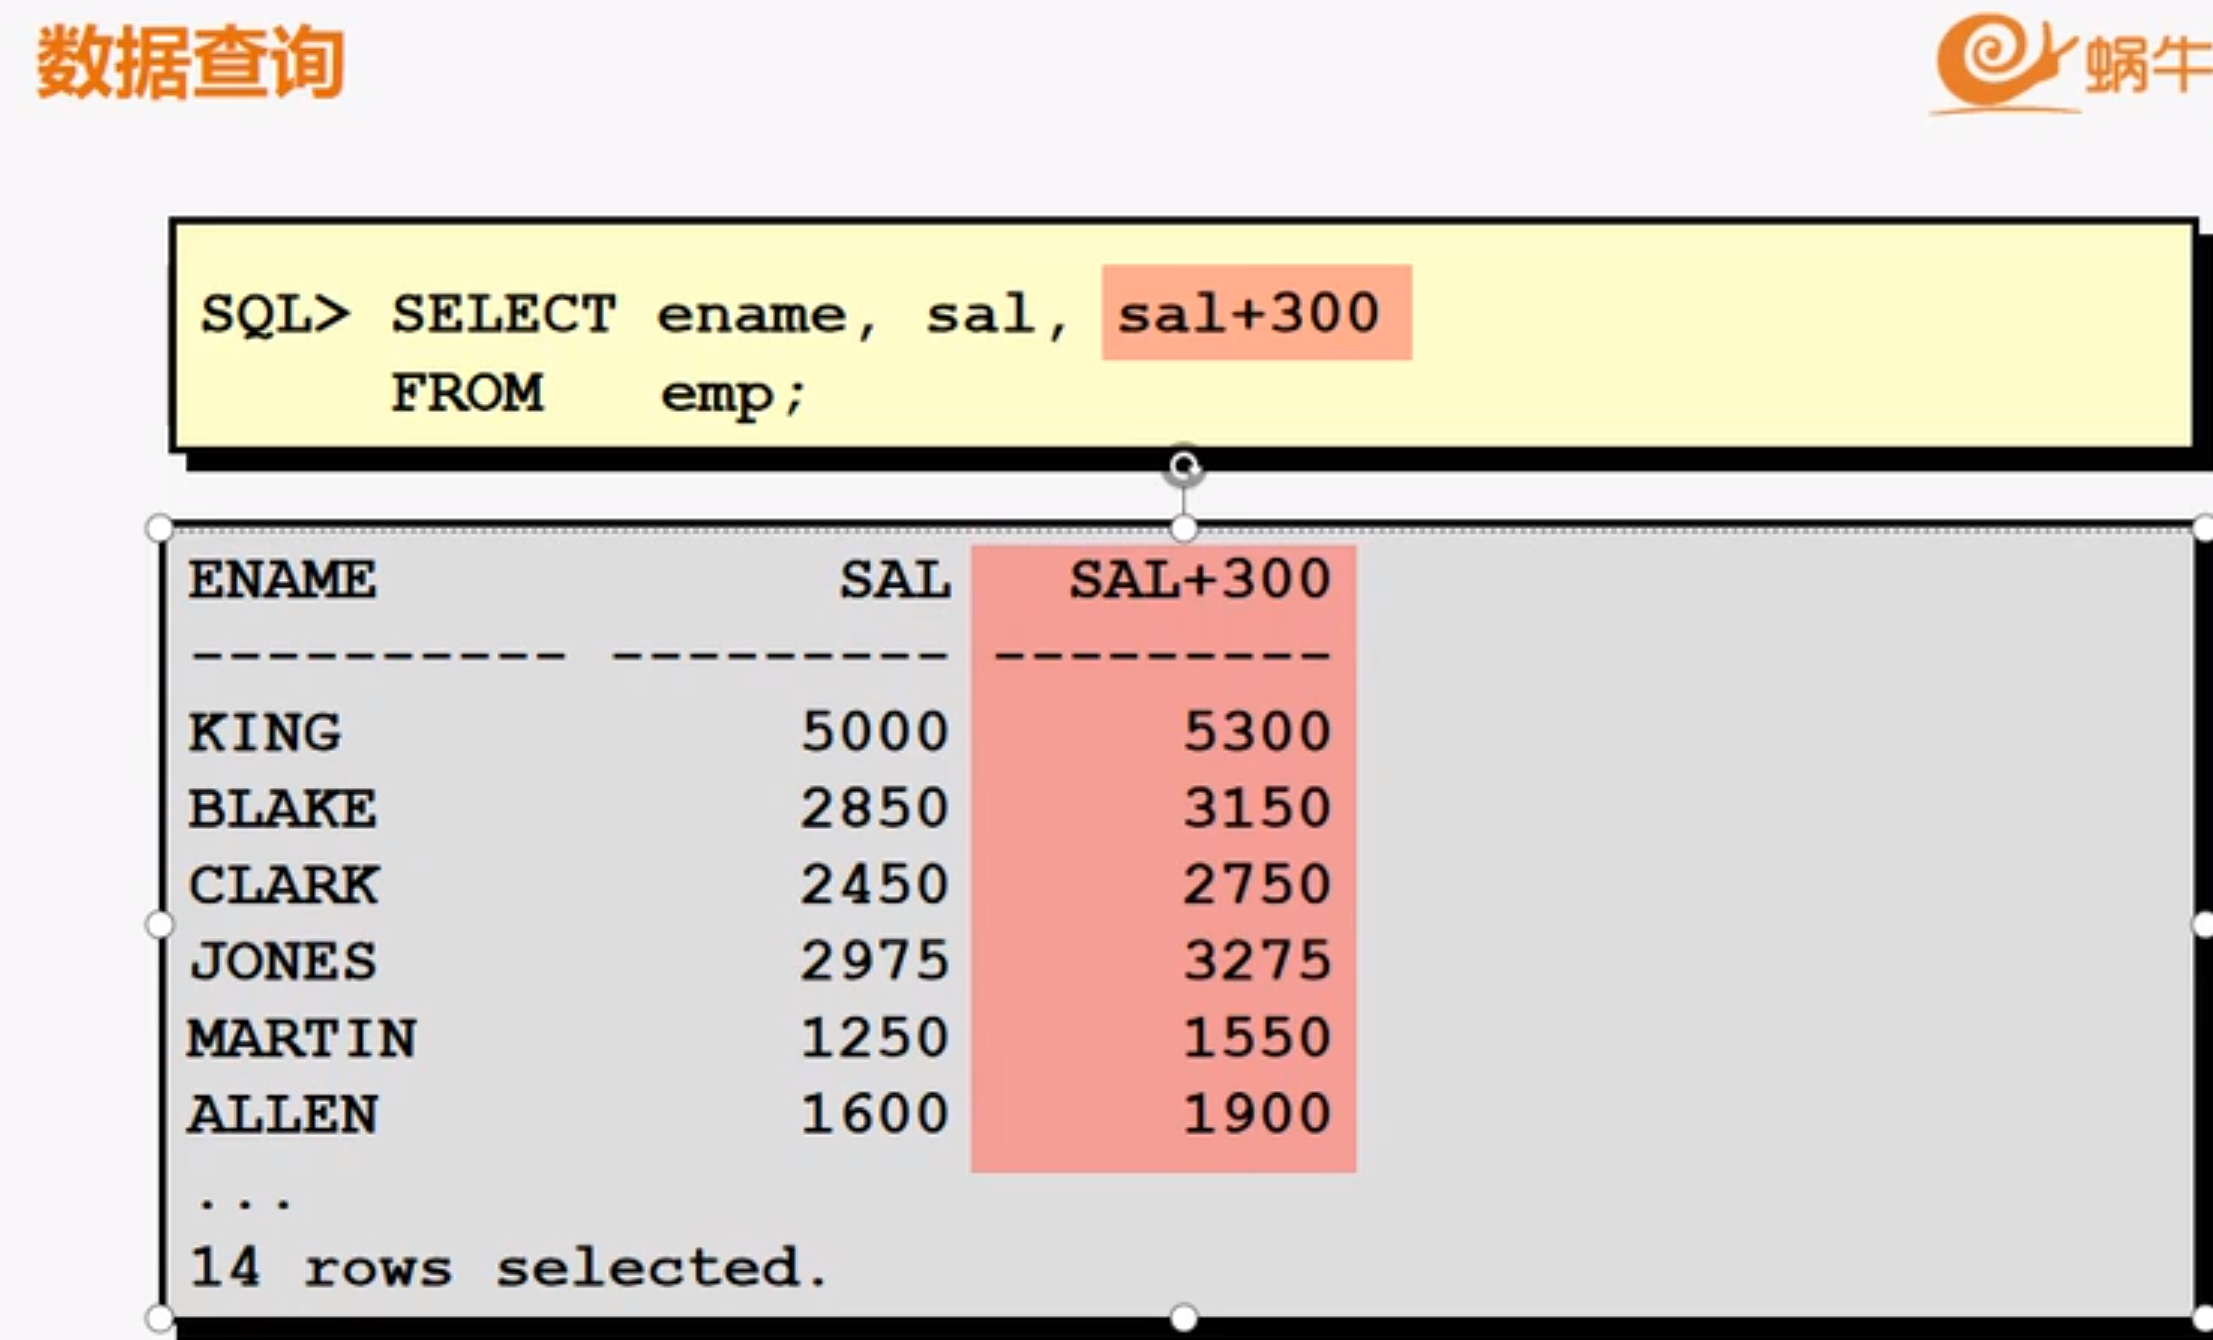 数据查询
蜗牛
SQL> SELECT ename, sal, sal+300
FROM emp;
ENAME SAL SAL+300
---------- --------- ---------
KING 5000 5300
BLAKE 2850 3150
CLARK 2450 2750
JONES 2975 3275
MARTIN 1250 1550
ALLEN 1600 1900
...
14 rows selected.